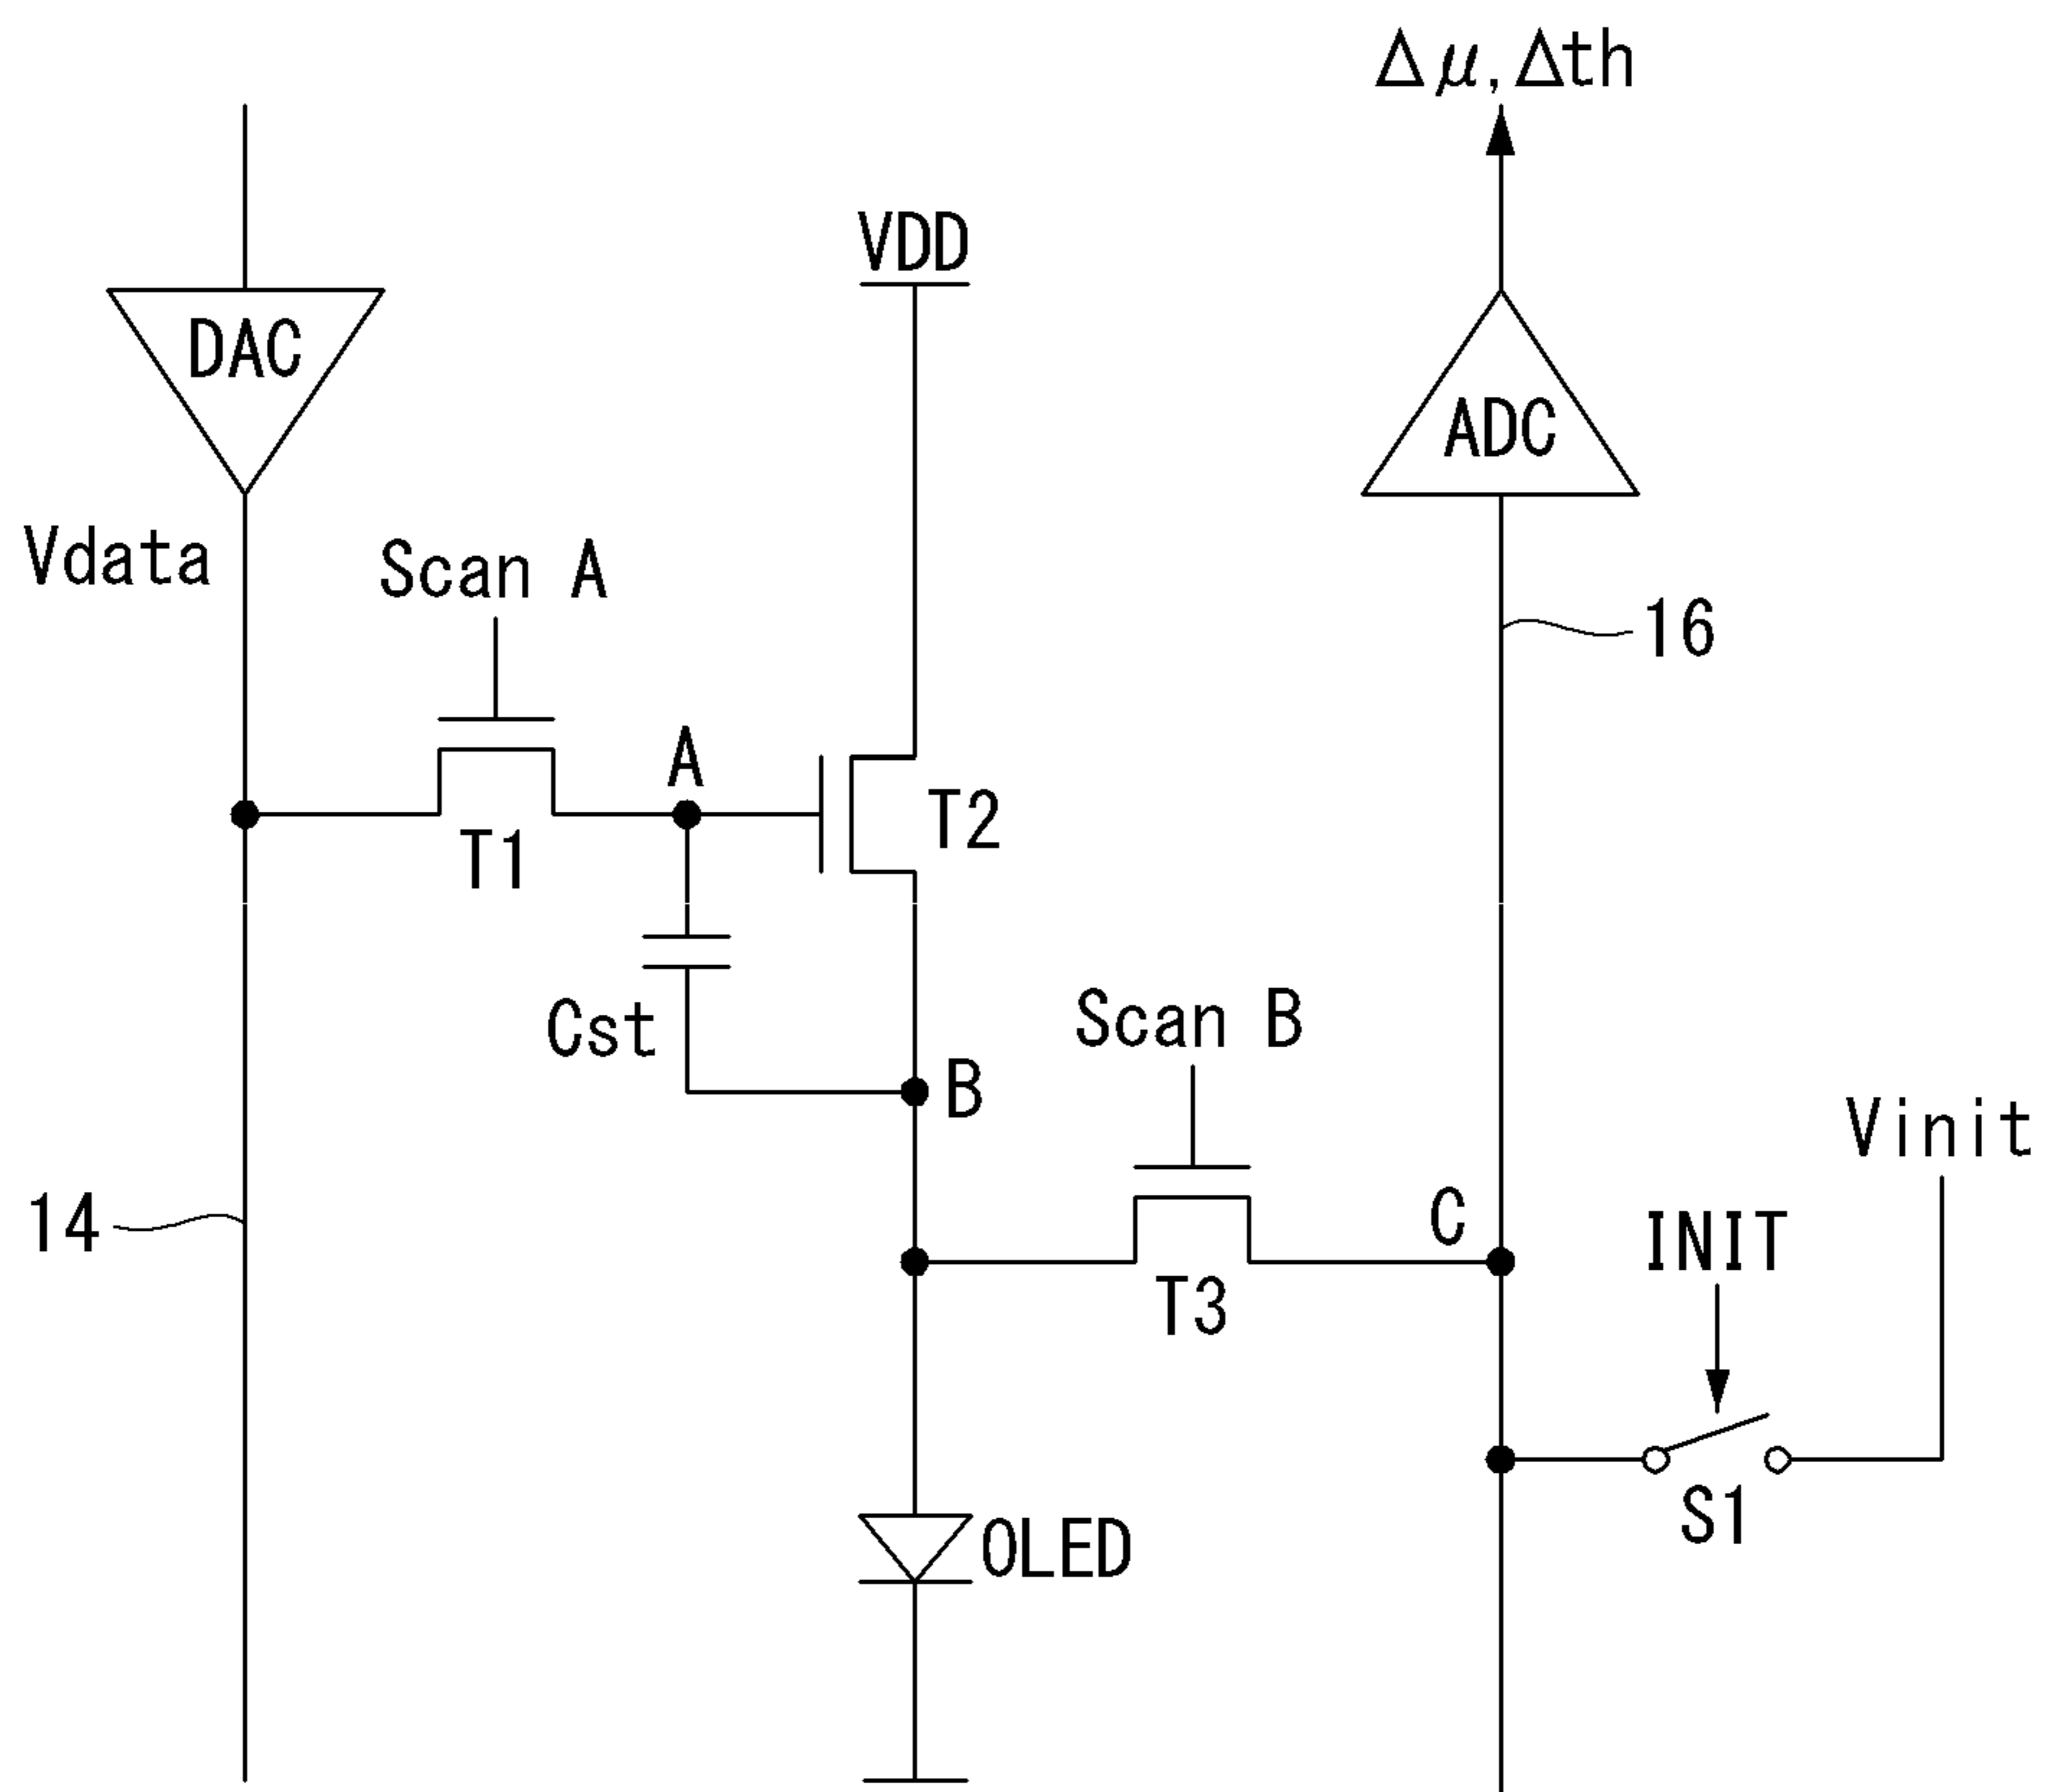 Δμ, Δth
VDD
DAC
ADC
Vdata
Scan A
16
A
T1
T2
Cst
Scan B
B
Vinit
14
C
INIT
T3
S1
OLED